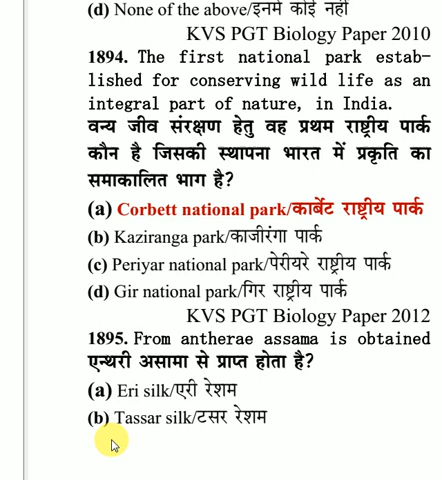 (d) None of the above/इनमें कोई नहीं
KVS PGT Biology Paper 2010
1894. The first national park estab-
lished for conserving wild life as an
integral part of nature, in India.
वन्य जीव संरक्षण हेतु वह प्रथम राष्ट्रीय पार्क
कौन है जिसकी स्थापना भारत में प्रकृति का
समाकालित भाग है?
(a) Corbett national park/कार्बेट राष्ट्रीय पार्क
(b) Kaziranga park/काजीरंगा पार्क
(c) Periyar national park/पेरीयरे राष्ट्रीय पार्क
(d) Gir national park/गिर राष्ट्रीय पार्क
KVS PGT Biology Paper 2012
1895. From antherae assama is obtained
एन्थरी असामा से प्राप्त होता है?
(a) Eri silk/एरी रेशम
(b) Tassar silk/टसर रेशम